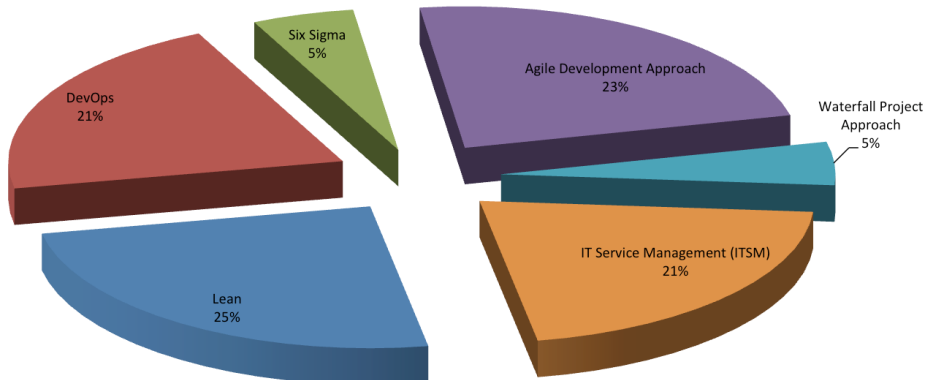 Six Sigma
5%
Agile Development Approach
23%
DevOps
21%
Waterfall Project
Approach
5%
IT Service Management (ITSM)
21%
Lean
25%